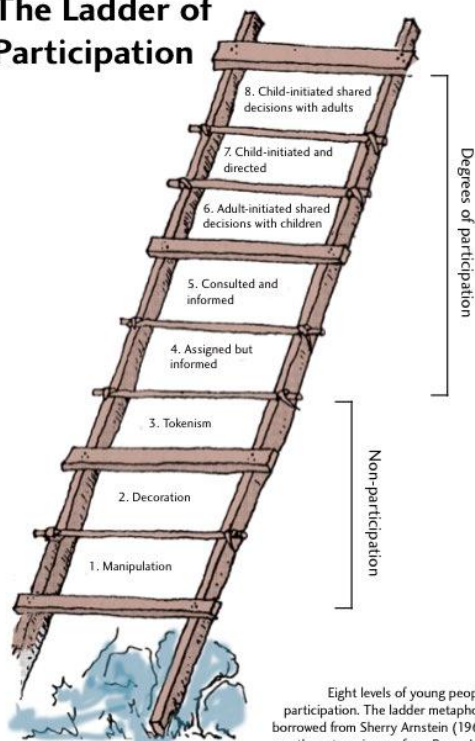 The Ladder of
Participation
8. Child-initiated shared
decisions with adults
7. Child-initiated and
directed
6. Adult-initiated shared
decisions with children
5. Consulted and
informed
4. Assigned but
informed
3. Tokenism
2. Decoration
1. Manipulation
Degrees of participation
Non-participation
Eight levels of young
participation. The ladder
borrowed from Sherry Arnstein